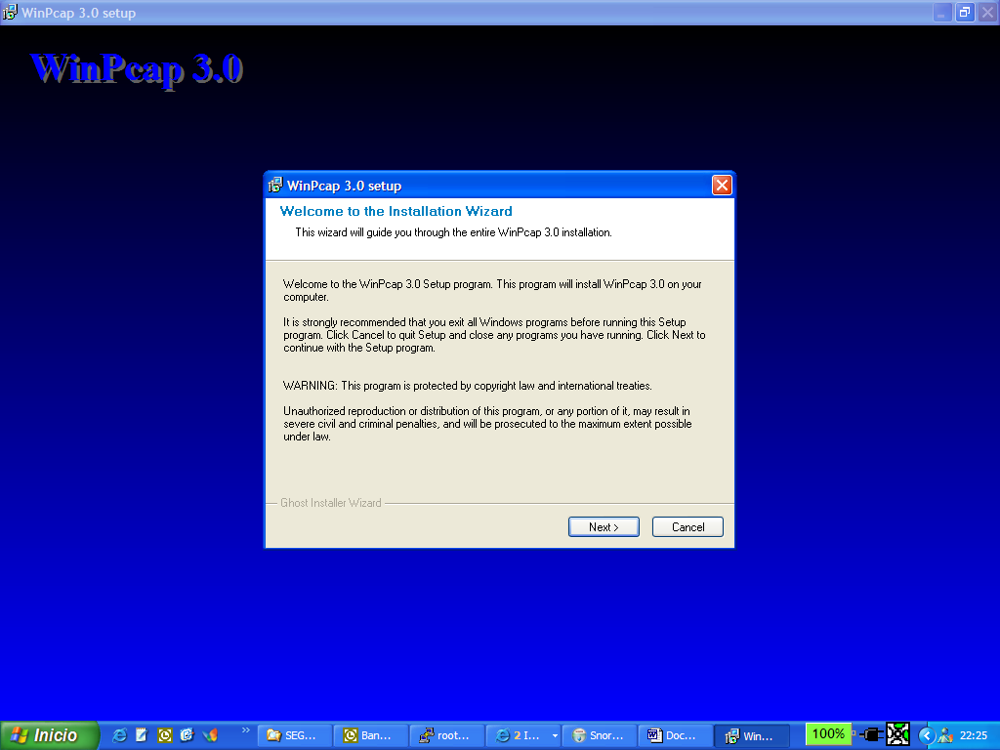 WinPcap 3.0 setup
WinPcap 3.0
WinPcap 3.0 setup
Welcome to the Installation Wizard
This wizard will guide you through the entire WinPcap 3.0 installation.
Welcome to the WinPcap 3.0 Setup program. This program will install WinPcap 3.0 on your
computer.
It is strongly recommended that you exit all Windows programs before running this Setup
program. Click Cancel to quit Setup and close any programs you have running. Click Next to
continue with the Setup program.
WARNING: This program is protected by copyright law and international treaties.
Unauthorized reproduction or distribution of this program, or any portion of it, may result in
severe civil and criminal penalties, and will be prosecuted to the maximum extent possible
under law.
Ghost Installer Wizard
Next >
Cancel
Inicio
SEG...
Ban...
root...
2 I...
Snor...
Doc...
Win...
100%
22:25